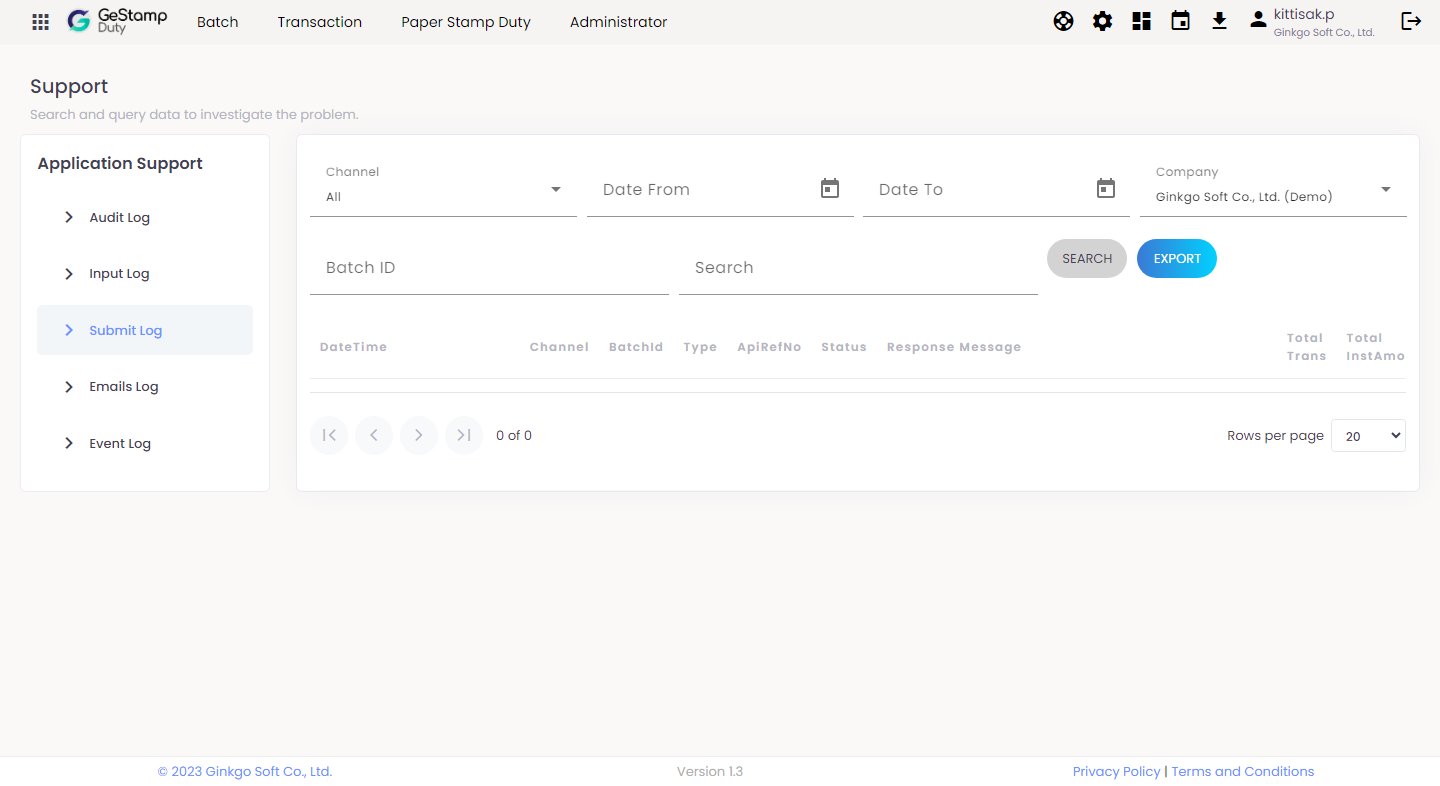 GeStamp
Duty
Batch
Transaction
Paper Stamp Duty
Administrator
kittisak.p
Ginkgo Soft Co., Ltd.
Support
Search and query data to investigate the problem.
Application Support
Audit Log
Input Log
Submit Log
Emails Log
Event Log
Channel
All
Date From
Date To
Company
Ginkgo Soft Co., Ltd. (Demo)
Batch ID
Search
SEARCH
EXPORT
DateTime
Channel
BatchId
Type
ApiRefNo
Status
Response Message
Total
Trans
Total
InstAmo
0 of 0
Rows per page
20
© 2023 Ginkgo Soft Co., Ltd.
Version 1.3
Privacy Policy | Terms and Conditions